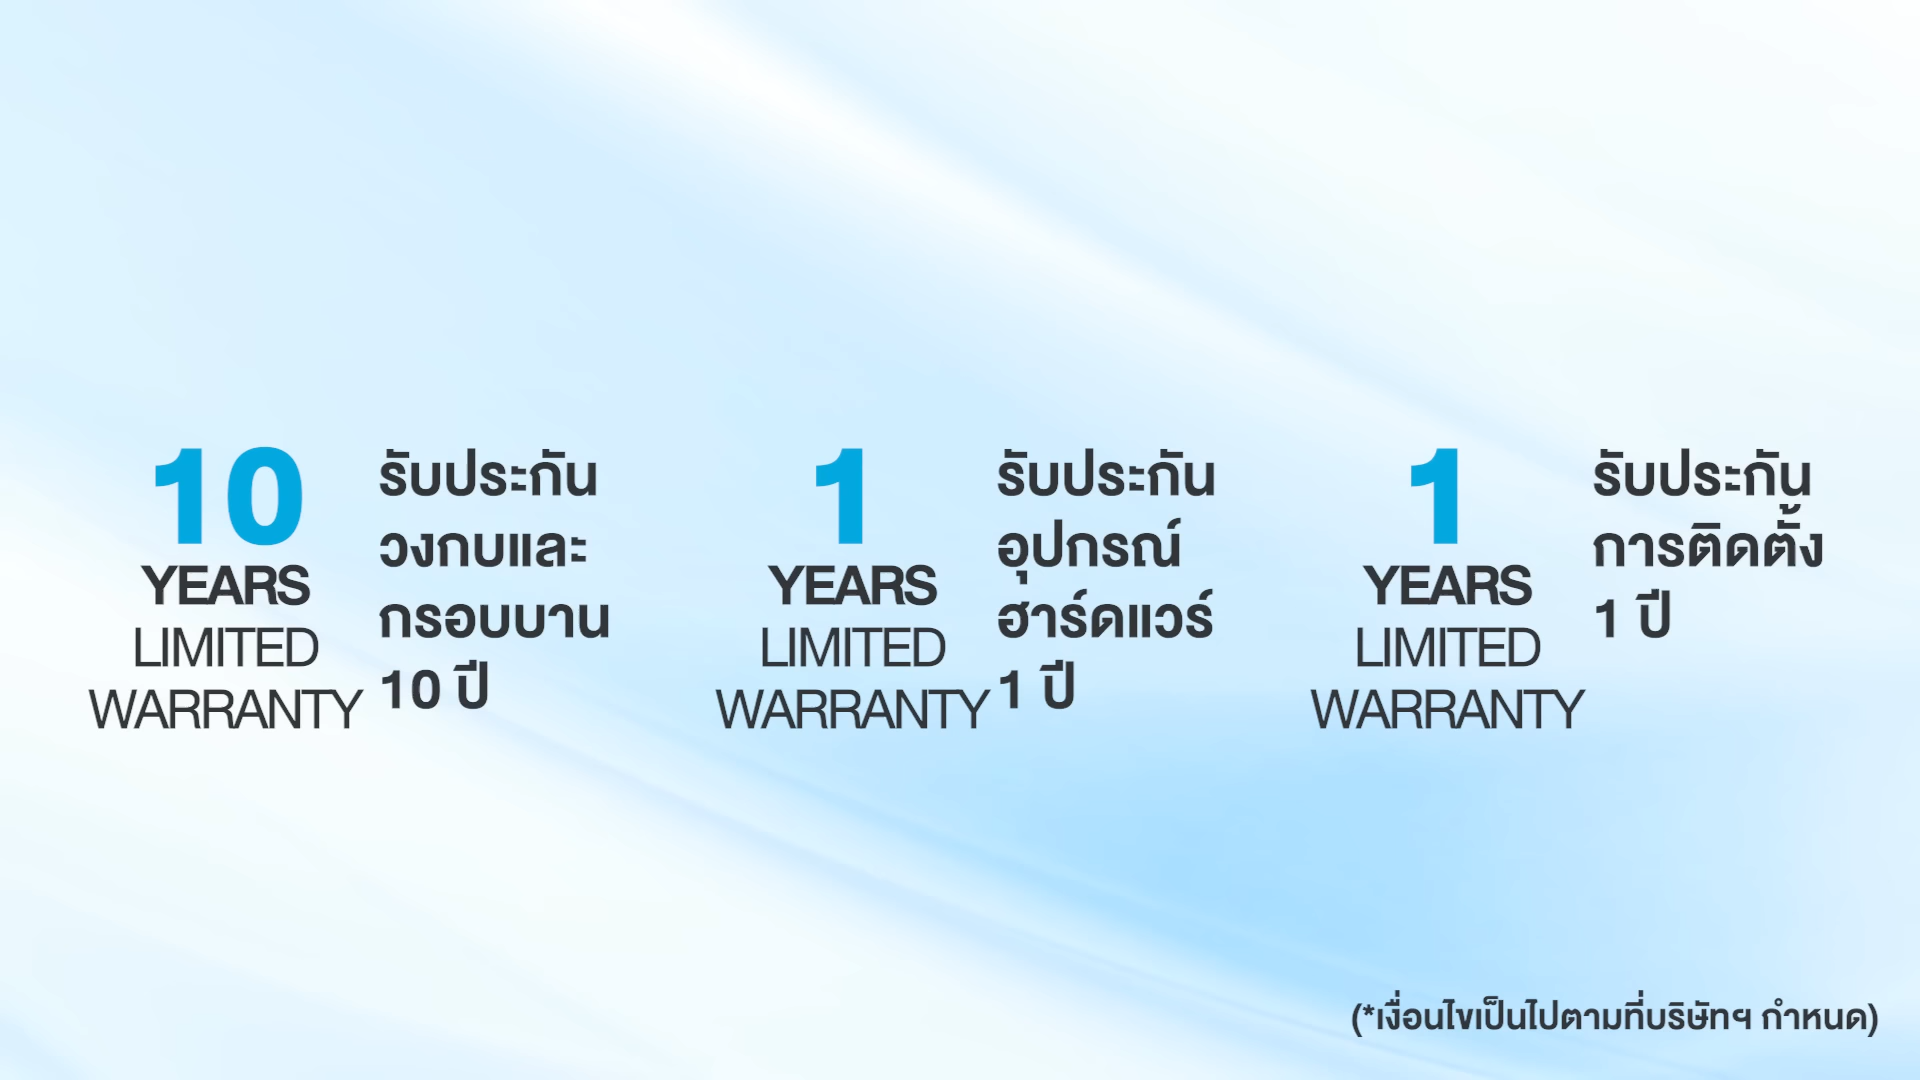 10
YEARS
LIMITED
WARRANTY
รับประกัน
วงกบและ
กรอบบาน
10 ปี
1
YEARS
LIMITED
WARRANTY
รับประกัน
อุปกรณ์
ฮาร์ดแวร์
1 ปี
1
YEARS
LIMITED
WARRANTY
รับประกัน
การติดตั้ง
1 ปี
(*เงื่อนไขเป็นไปตามที่บริษัทฯ กำหนด)